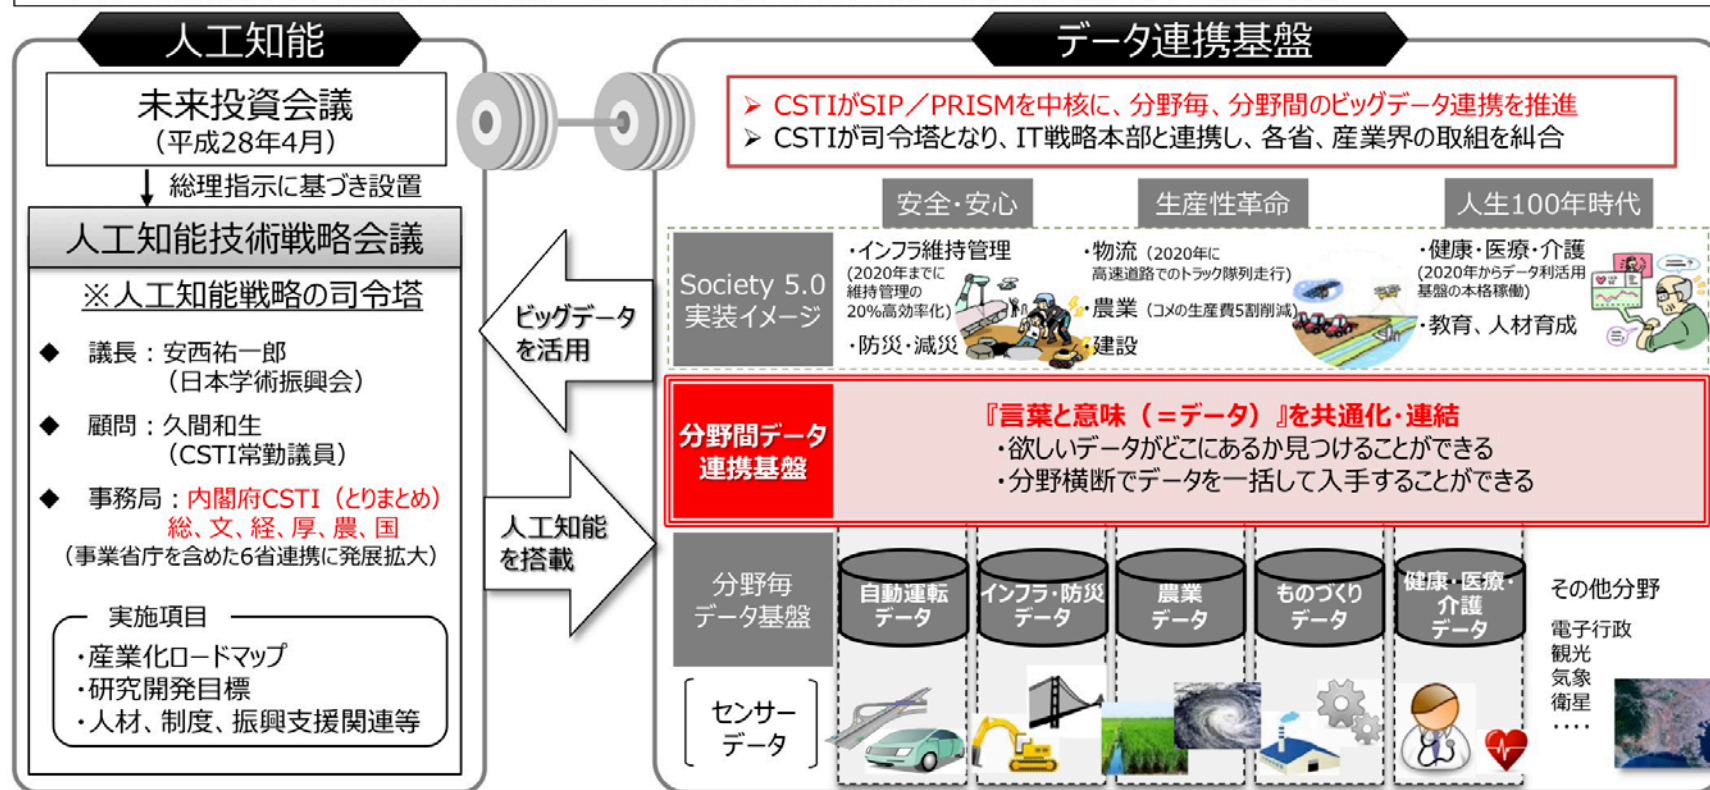 人工知能
未来投資会議
（平成28年4月）
総理指示に基づき設置
人工知能技術戦略会議
※人工知能戦略の司令塔
◆ 議長：安西祐一郎
（日本学術振興会）
◆ 顧問：久間和生
（CSTI常勤議員）
◆ 事務局：内閣府CSTI（とりまとめ）
総、文、経、厚、農、国
（事業省庁を含めた6省連携に発展拡大）
実施項目
・産業化ロードマップ
・研究開発目標
・人材、制度、振興支援関連等
ビッグデータ
を活用
人工知能
を搭載
データ連携基盤
➢ CSTIがSIP／PRISMを中核に、分野毎、分野間のビッグデータ連携を推進
➢ CSTIが司令塔となり、IT戦略本部と連携し、各省、産業界の取組を糾合
安全・安心
生産性革命
人生100年時代
Society 5.0
実装イメージ
・インフラ維持管理
（2020年までに
維持管理の
20%高効率化）
・防災・減災
・物流（2020年に
高速道路でのトラック隊列走行）
・農業（コメの生産費5割削減）
・建設
・健康・医療・介護
（2020年からデータ利活用
基盤の本格稼働）
・教育、人材育成
分野間データ
連携基盤
『言葉と意味（＝データ）』を共通化・連結
・欲しいデータがどこにあるか見つけることができる
・分野横断でデータを一括して入手することができる
分野毎
データ基盤
自動運転
データ
インフラ・防災
データ
農業
データ
ものづくり
データ
健康・医療・
介護
データ
その他分野
電子行政
観光
気象
衛星
・・・・
センサー
データ